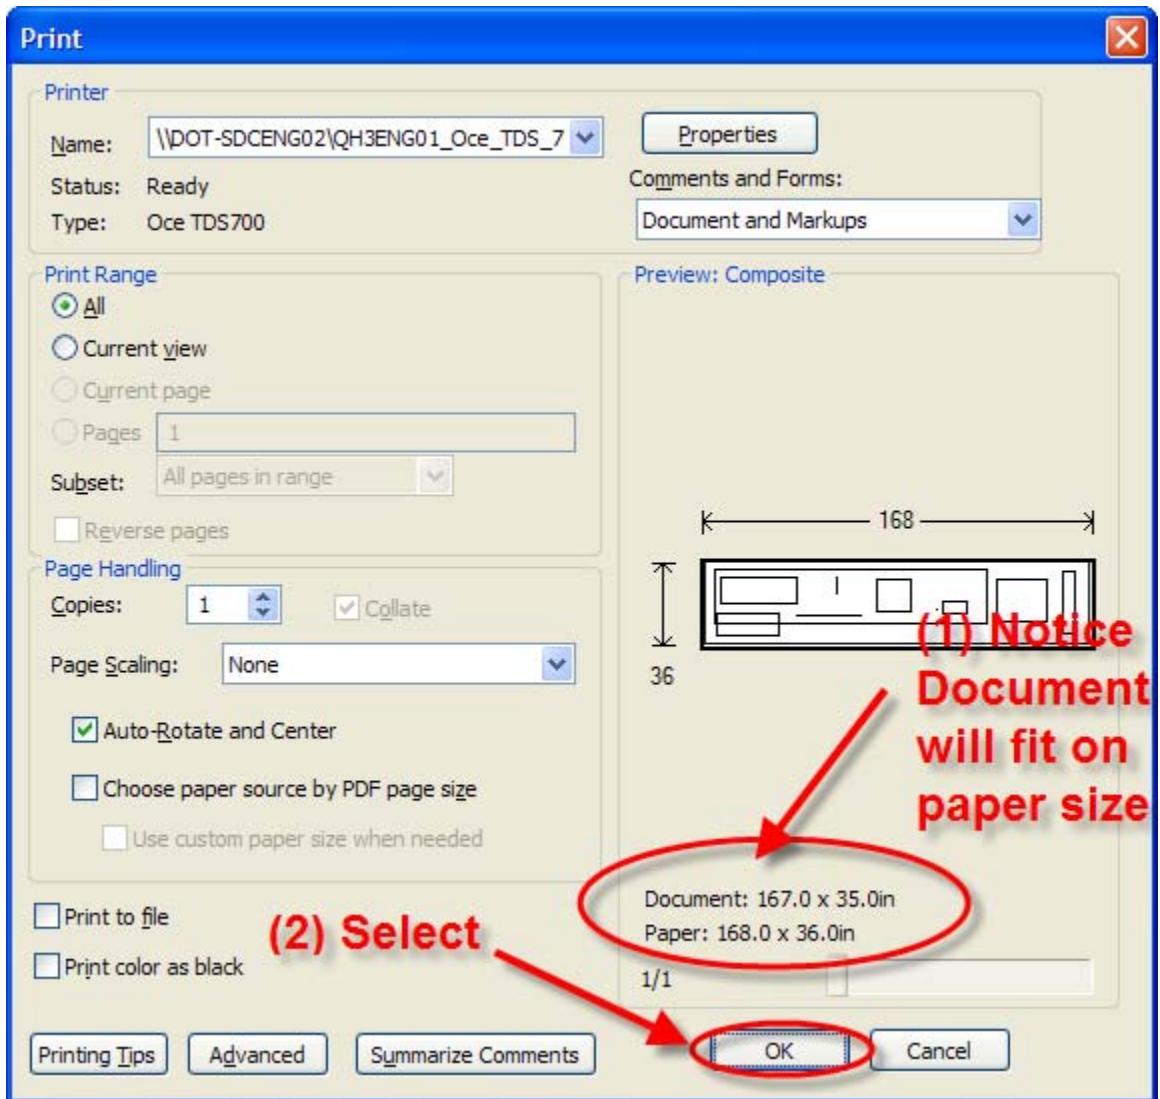 Print
Printer
Name: \\DOT-SDCENG02\QH3ENG01_Oce_TDS_7
Properties
Status: Ready
Comments and Forms:
Type: Oce TDS700
Document and Markups
Print Range
All
Current view
Current page
Pages 1
Subset: All pages in range
Reverse pages
Page Handling
Copies: 1
Collate
Page Scaling: None
Auto-Rotate and Center
Choose paper source by PDF page size
Use custom paper size when needed
Print to file
Print color as black
Preview: Composite
168
36
(1) Notice
Document
will fit on
paper size
Document: 167.0 x 35.0in
Paper: 168.0 x 36.0in
1/1
(2) Select
Printing Tips
Advanced
Summarize Comments
OK
Cancel